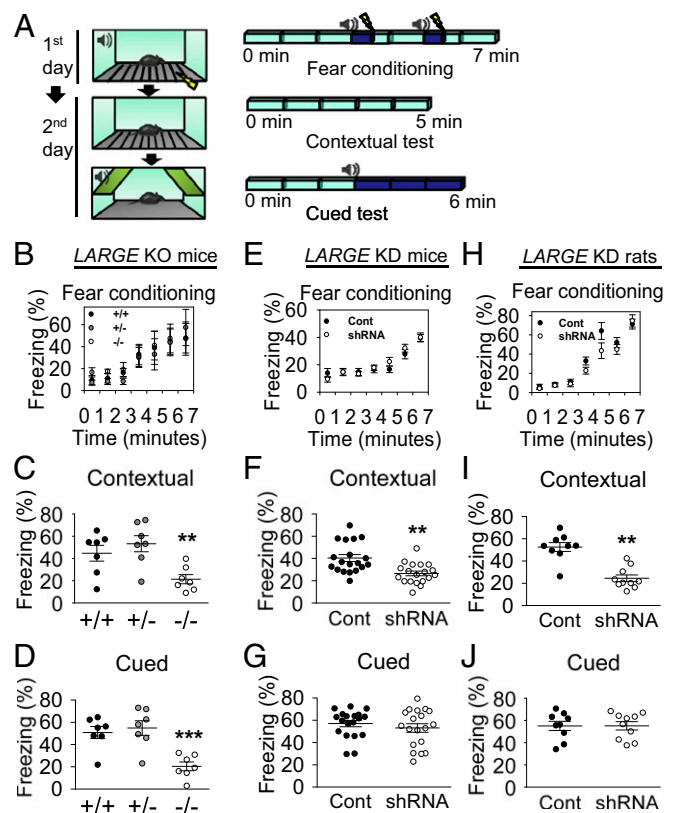 A
1st
day
2nd
day
0 min
7 min
Fear conditioning
0 min
5 min
Contextual test
0 min
6 min
Cued test
B
LARGE KO mice
Fear conditioning
Freezing (%)
60
40
20
0
+/+
+/-
-/-
0 1 2 3 4 5 6 7
Time (minutes)
C
Contextual
Freezing (%)
80
60
40
20
0
**
+/+ +/- -/-
D
Cued
Freezing (%)
80
60
40
20
0
***
+/+ +/- -/-
E
LARGE KD mice
Fear conditioning
Freezing (%)
60
40
20
0
Cont
shRNA
0 1 2 3 4 5 6 7
Time (minutes)
F
Contextual
Freezing (%)
80
60
40
20
0
**
Cont shRNA
G
Cued
Freezing (%)
80
60
40
20
0
Cont shRNA
H
LARGE KD rats
Fear conditioning
Freezing (%)
80
60
40
20
0
Cont
shRNA
0 1 2 3 4 5 6 7
Time (minutes)
I
Contextual
Freezing (%)
80
60
40
20
0
**
Cont shRNA
J
Cued
Freezing (%)
80
60
40
20
0
Cont shRNA